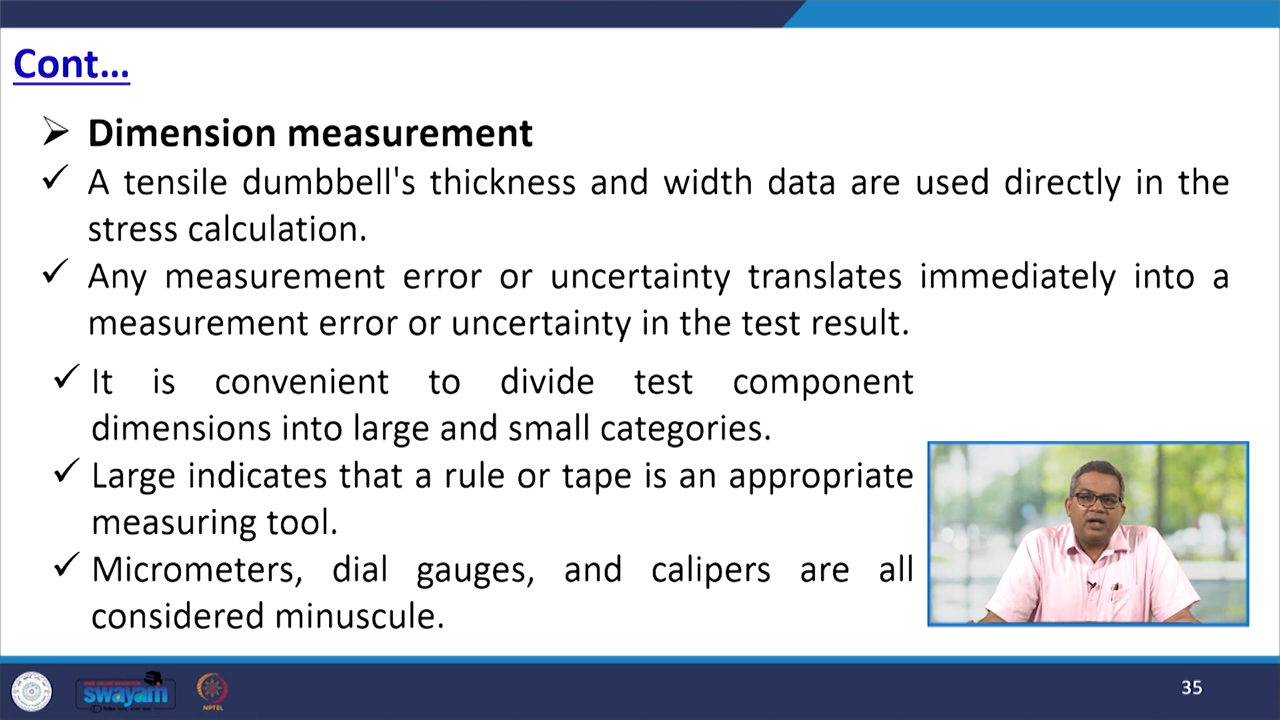 Cont...
➢ Dimension measurement
✓ A tensile dumbbell's thickness and width data are used directly in the
stress calculation.
✓ Any measurement error or uncertainty translates immediately into a
measurement error or uncertainty in the test result.
✓ It is convenient to divide test component
dimensions into large and small categories.
✓ Large indicates that a rule or tape is an appropriate
measuring tool.
✓ Micrometers, dial gauges, and calipers are all
considered minuscule.
swayam
NPTEL
35